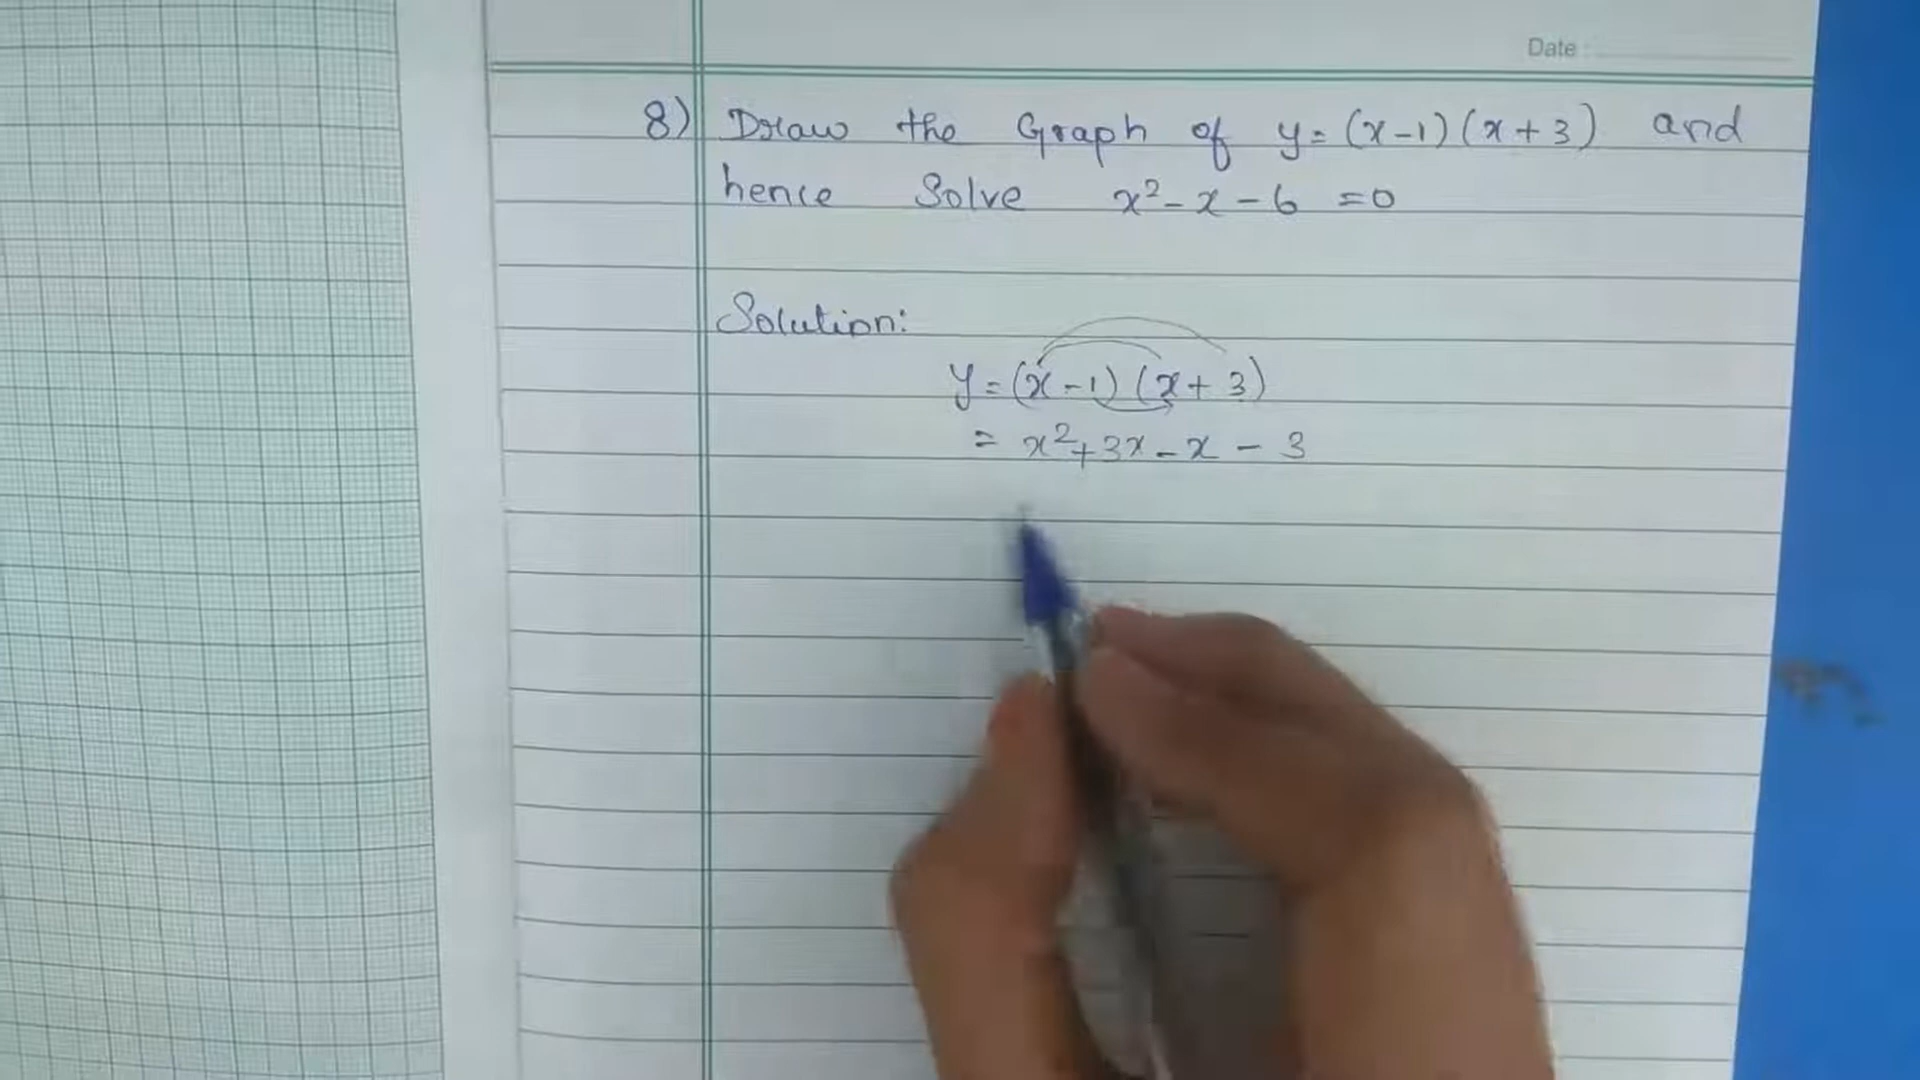 Date
8) Draw the Graph of y = (x-1)(x+3) and
hence Solve x² - x - 6 = 0
Solution:
y = (x-1)(x+3)
= x² + 3x - x - 3